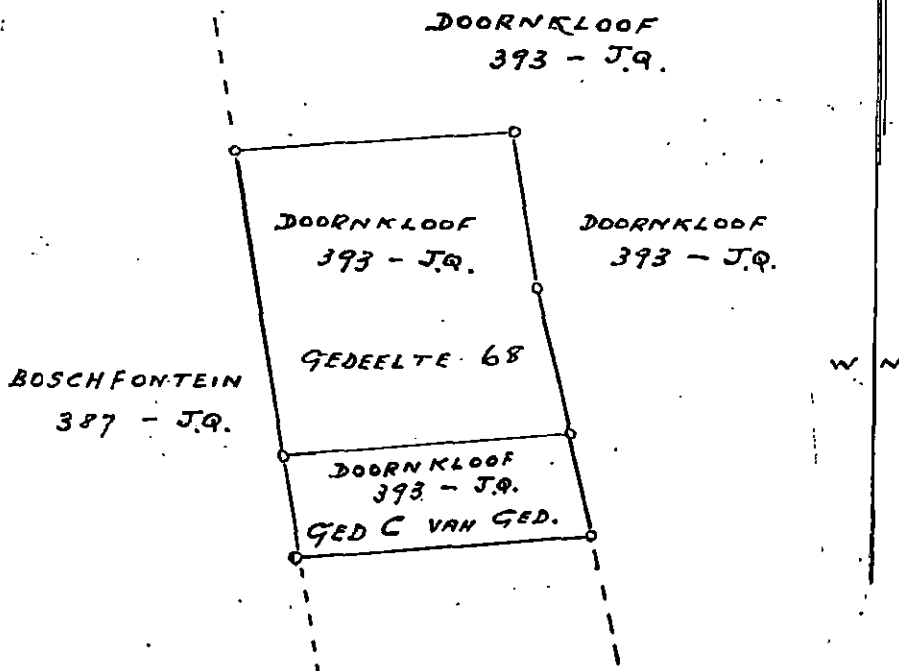 DOORNKLOOF
393 - J.Q.
DOORNKLOOF
393 - J.Q.
DOORNKLOOF
393 - J.Q.
GEDEELTE 68
BOSCHFONTEIN
387 - J.Q.
W N
DOORNKLOOF
393 - J.Q.
GED C VAN GED.